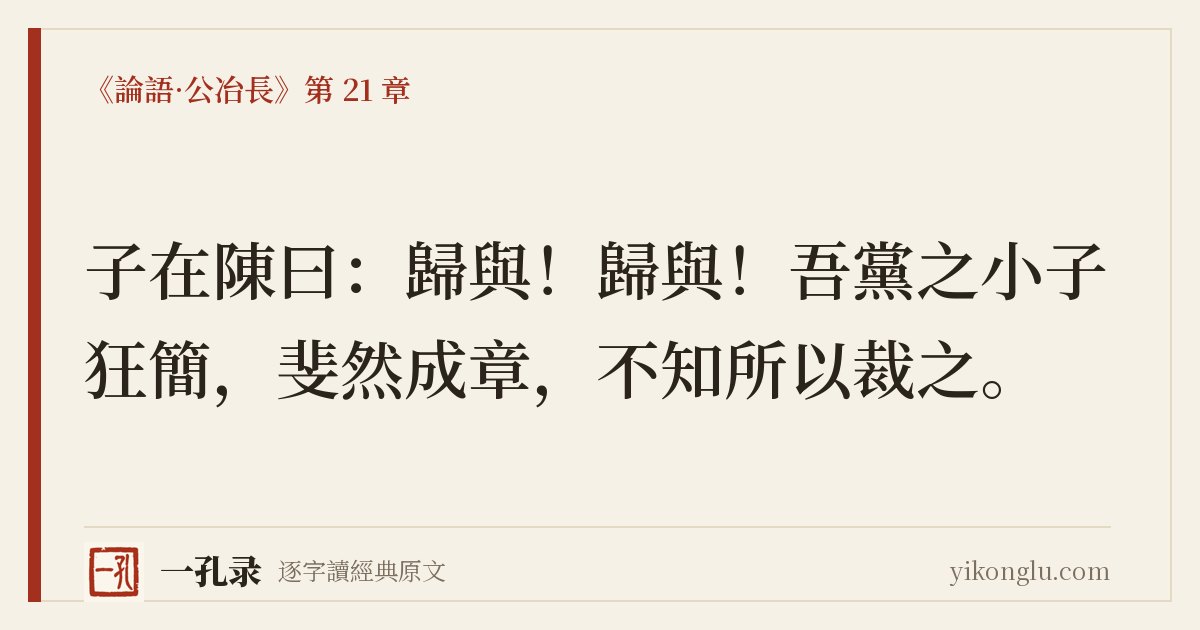 《論語·公冶長》第 21 章
子在陳曰：歸與！歸與！吾黨之小子
狂簡，斐然成章，不知所以裁之。
一孔
一孔录 逐字讀經典原文
yikonglu.com